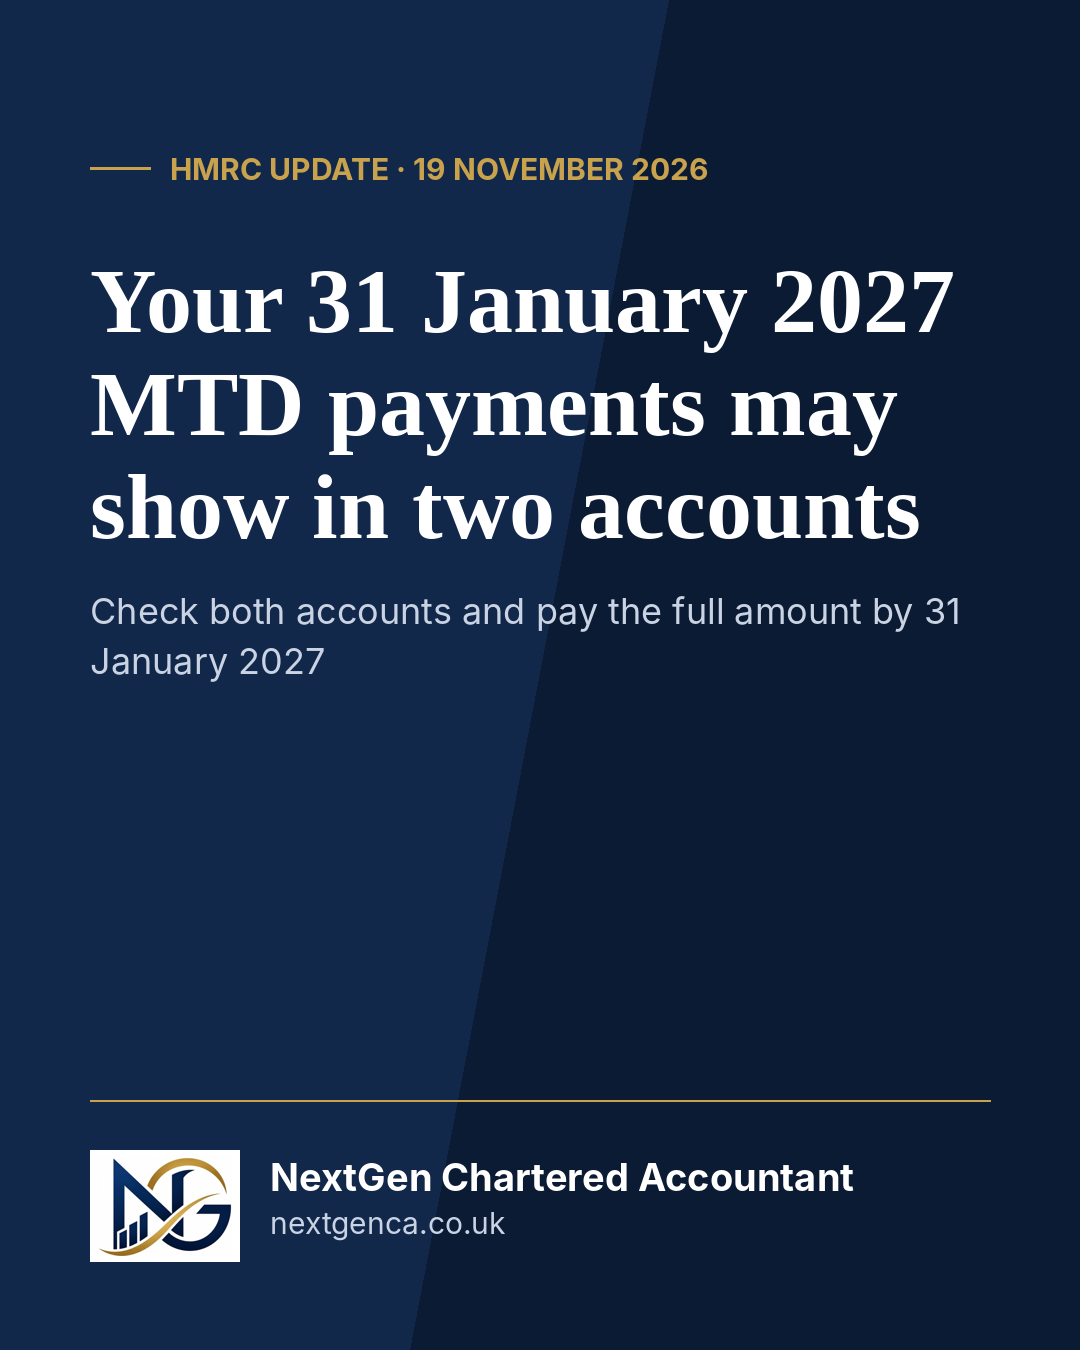 HMRC UPDATE · 19 NOVEMBER 2026
Your 31 January 2027
MTD payments may
show in two accounts
Check both accounts and pay the full amount by 31
January 2027
NG
NextGen Chartered Accountant
nextgenca.co.uk